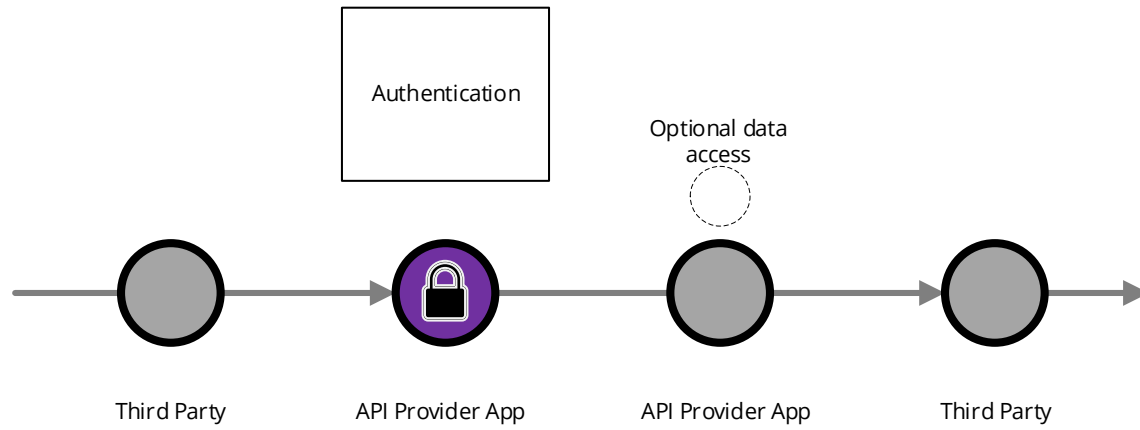 Authentication
Optional data
access
Third Party
API Provider App
API Provider App
Third Party